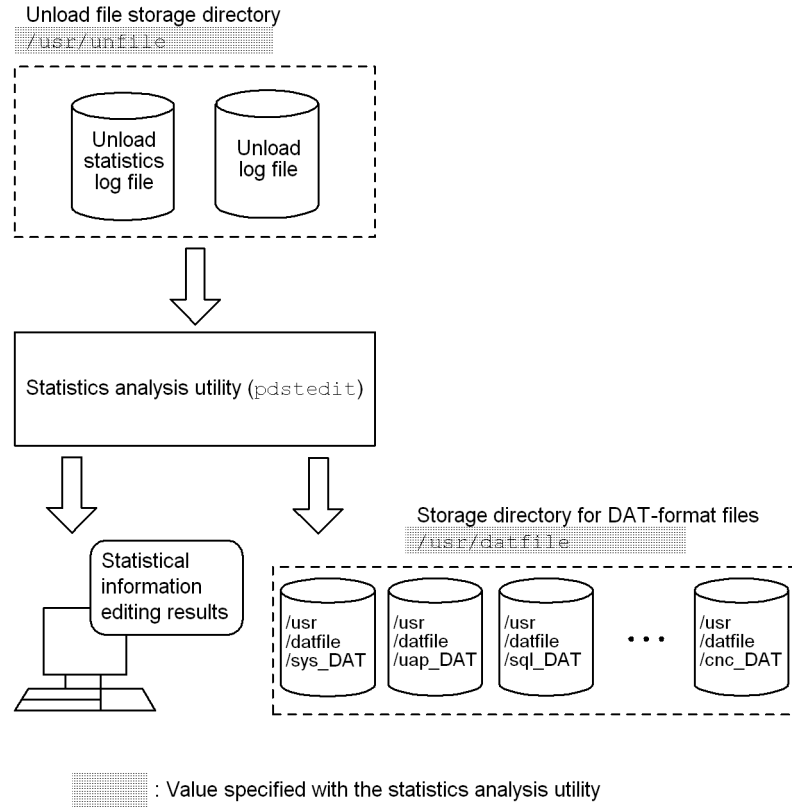 Unload file storage directory
/usr/unfile
Unload
statistics
log file
Unload
log file
Statistics analysis utility (pdstedit)
Statistical
information
editing results
Storage directory for DAT-format files
/usr/datfile
/usr
/datfile
/sys_DAT
/usr
/datfile
/uap_DAT
/usr
/datfile
/sql_DAT
...
/usr
/datfile
/cnc_DAT
: Value specified with the statistics analysis utility